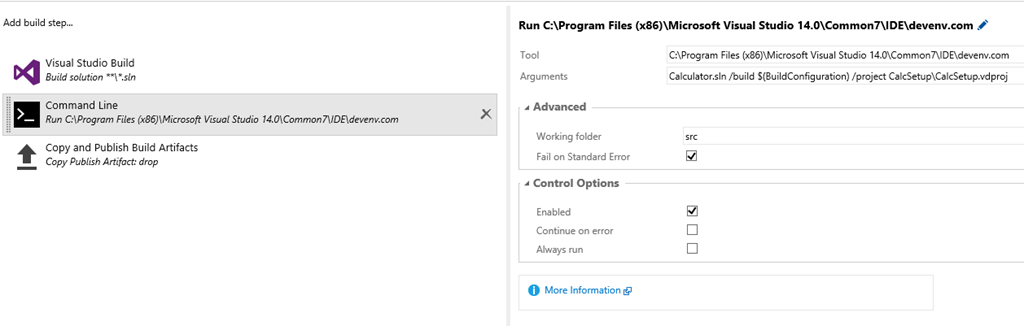 Add build step...
Visual Studio Build
Build solution **\*.sln
Command Line
Run C:\Program Files (x86)\Microsoft Visual Studio 14.0\Common7\IDE\devenv.com
Copy and Publish Build Artifacts
Copy Publish Artifact: drop
Run C:\Program Files (x86)\Microsoft Visual Studio 14.0\Common7\IDE\devenv.com
Tool C:\Program Files (x86)\Microsoft Visual Studio 14.0\Common7\IDE\devenv.com
Arguments Calculator.sln /build $(BuildConfiguration) /project CalcSetup\CalcSetup.vdproj
Advanced
Working folder src
Fail on Standard Error
Control Options
Enabled
Continue on error
Always run
More Information